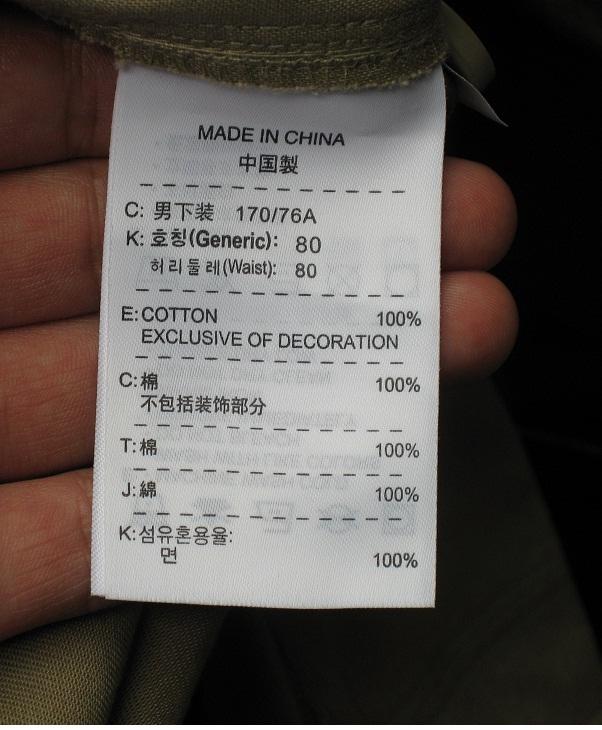 MADE IN CHINA
中国製
C: 男下装 170/76A
K: 호칭(Generic): 80
허리둘레(Waist): 80
E: COTTON 100%
EXCLUSIVE OF DECORATION
C: 棉 100%
不包括装饰部分
T: 棉 100%
J: 綿 100%
K: 섬유혼용율:
면 100%